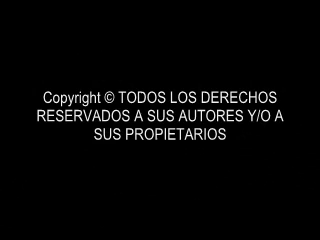 Copyright © TODOS LOS DERECHOS
RESERVADOS A SUS AUTORES Y/O A
SUS PROPIETARIOS